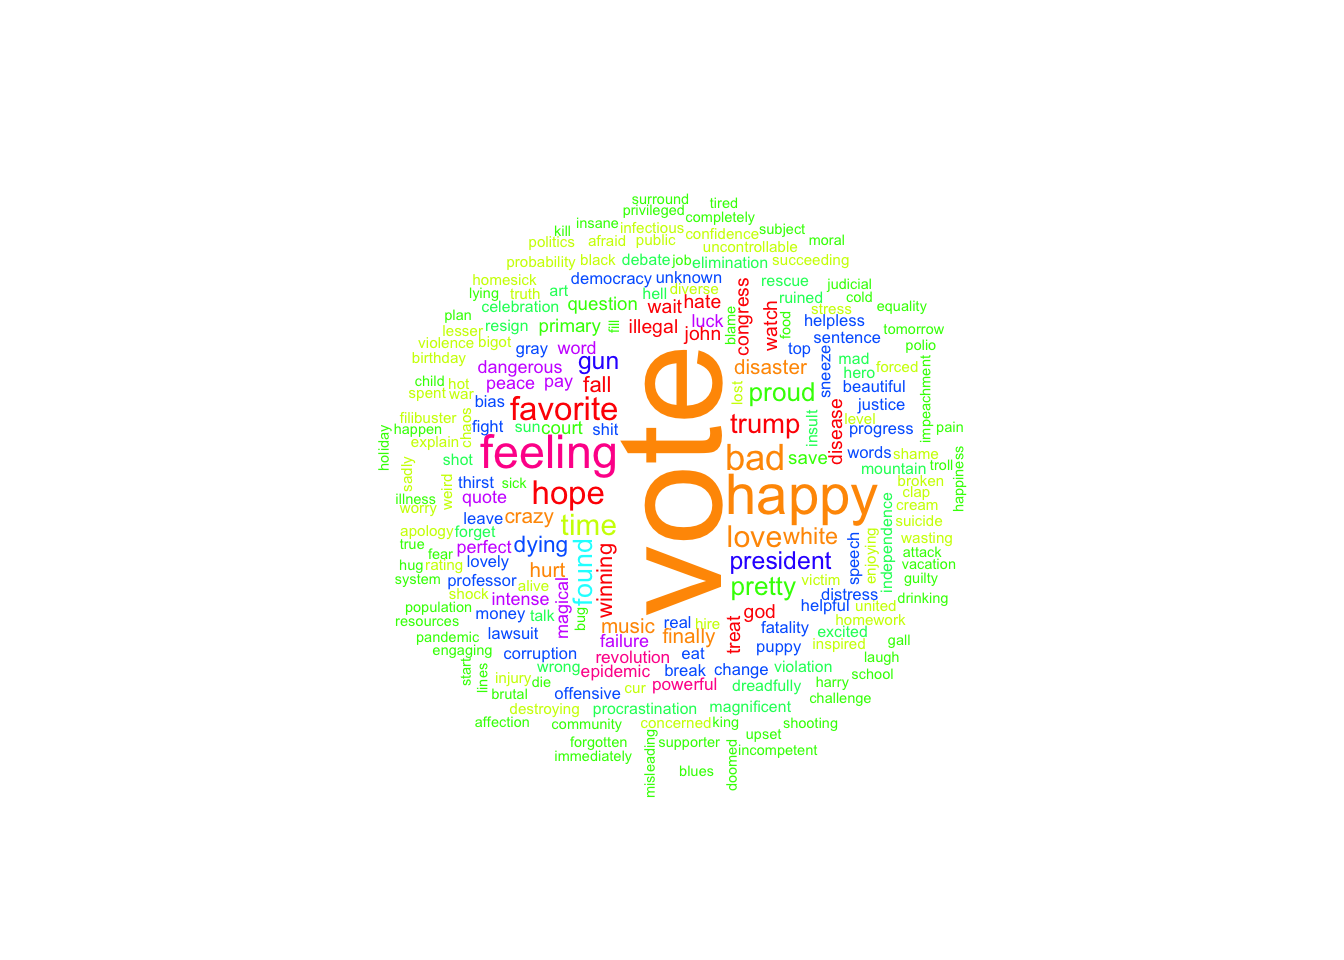 surround
tired
privileged
completely
insane
infectious
confidence
subject
kill
politics
afraid
public
uncontrollable
moral
probability
black
debate
job
elimination
succeeding
homesick
democracy
unknown
rescue
judicial
lying
truth
art
hell
diverse
hate
congress
watch
ruined
cold
equality
celebration
question
wait
luck
blame
food
stress
plan
lesser
resign
primary
fill
illegal
john
helpless
tomorrow
violence
bigot
gray
word
gun
vote
top
sneeze
sentence
polio
birthday
dangerous
disaster
mad
hero
forced
impeachment
child
hot
peace
pay
fall
lost
proud
beautiful
spent
war
bias
favorite
insult
disease
justice
filibuster
chaos
fight
sun
court
shit
trump
level
progress
pain
happen
explain
holiday
feeling
bad
save
words
shame
happiness
shot
sadly
weird
thirst
sick
mountain
troll
illness
quote
hope
happy
broken
clap
worry
leave
crazy
time
love
white
independence
cream
suicide
apology
forget
dying
found
speech
enjoying
wasting
true
fear
perfect
president
attack
hug
rating
lovely
hurt
winning
vacation
system
professor
alive
magical
pretty
victim
guilty
shock
intense
distress
drinking
population
money
talk
bug
god
helpful
united
resources
lawsuit
music
real
hire
treat
fatality
homework
pandemic
failure
finally
excited
gall
engaging
corruption
revolution
eat
puppy
inspired
laugh
start
lines
wrong
epidemic
break
change
violation
school
injury
die
powerful
dreadfully
harry
brutal
offensive
cur
challenge
destroying
procrastination
magnificent
affection
community
concerned
king
shooting
forgotten
supporter
upset
immediately
misleading
doomed
incompetent
blues